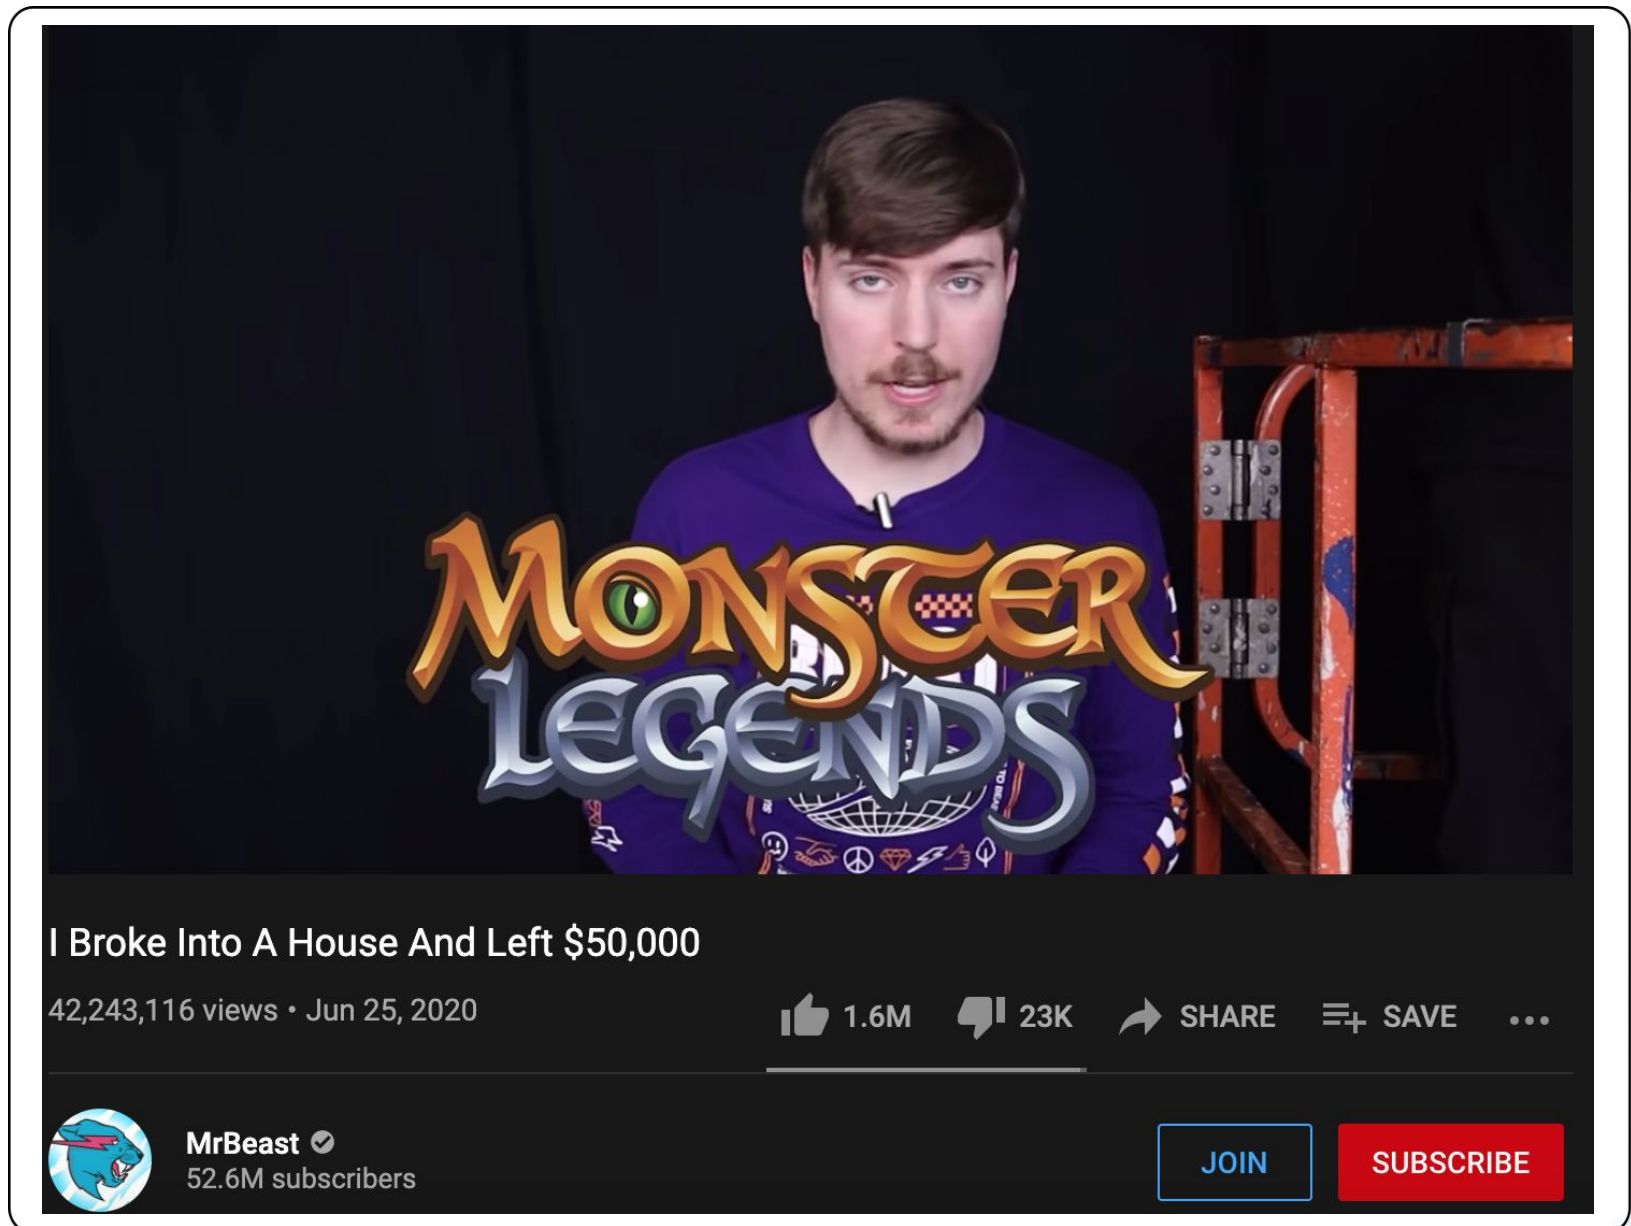 MONSTER
LEGENDS
I Broke Into A House And Left $50,000
42,243,116 views • Jun 25, 2020
1.6M
23K
SHARE
SAVE
MrBeast
52.6M subscribers
JOIN
SUBSCRIBE